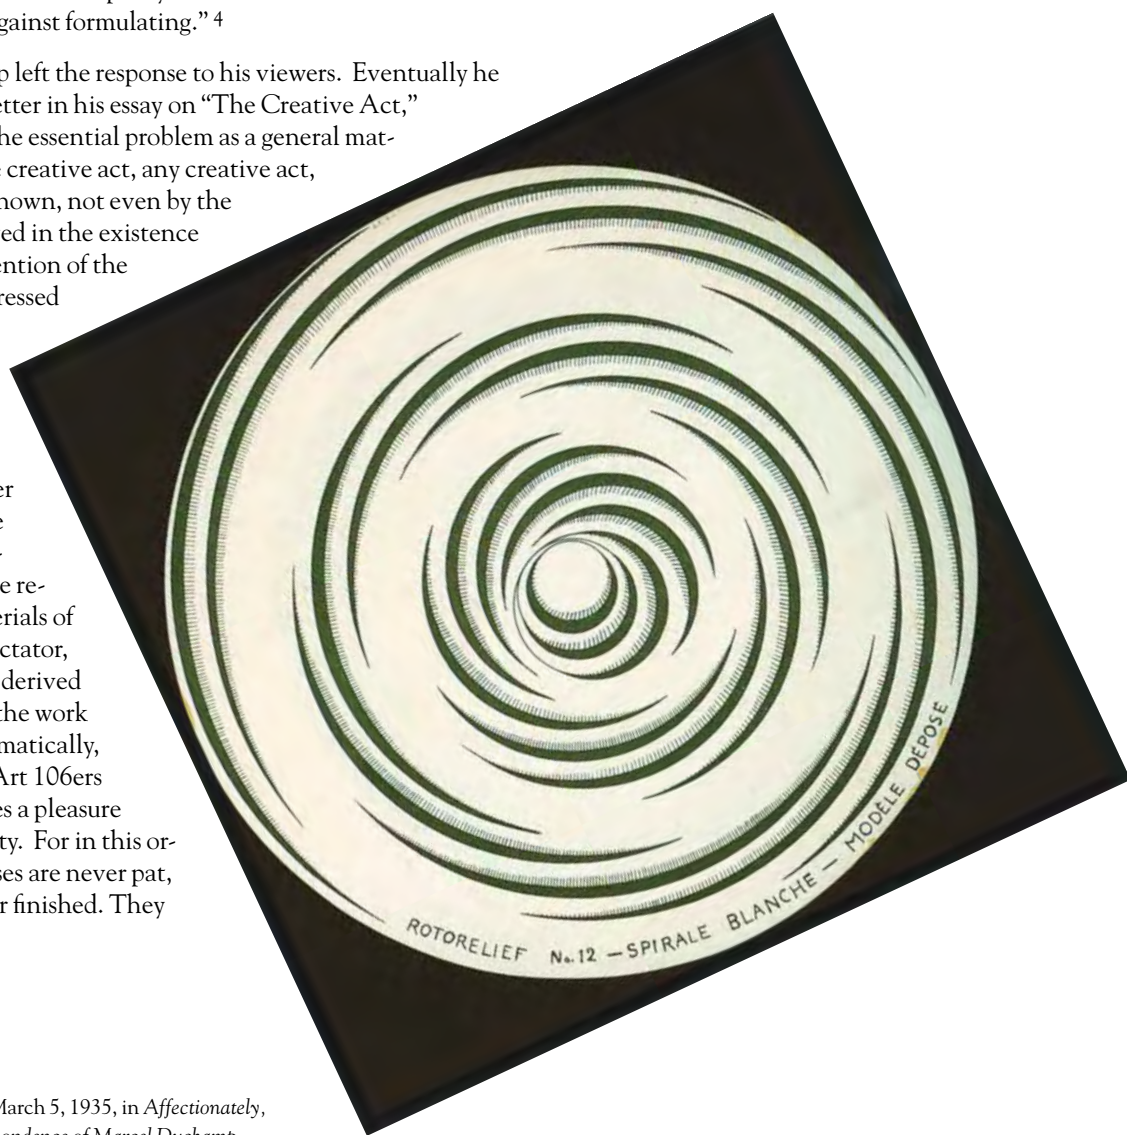 gainst formulating.” 4
p left the response to his viewers. Eventually he
etter in his essay on “The Creative Act,”
he essential problem as a general mat-
creative act, any creative act,
nown, not even by the
ed in the existence
ention of the
ressed
er
e
e re-
erials of
ctator,
derived
the work
matically,
Art 106ers
es a pleasure
ty. For in this or-
ses are never pat,
r finished. They
ROTORELIEF No. 12 — SPIRALE BLANCHE — MODÈLE DÉPOSÉ
March 5, 1935, in Affectionately,
ondence of Marcel Duchamp